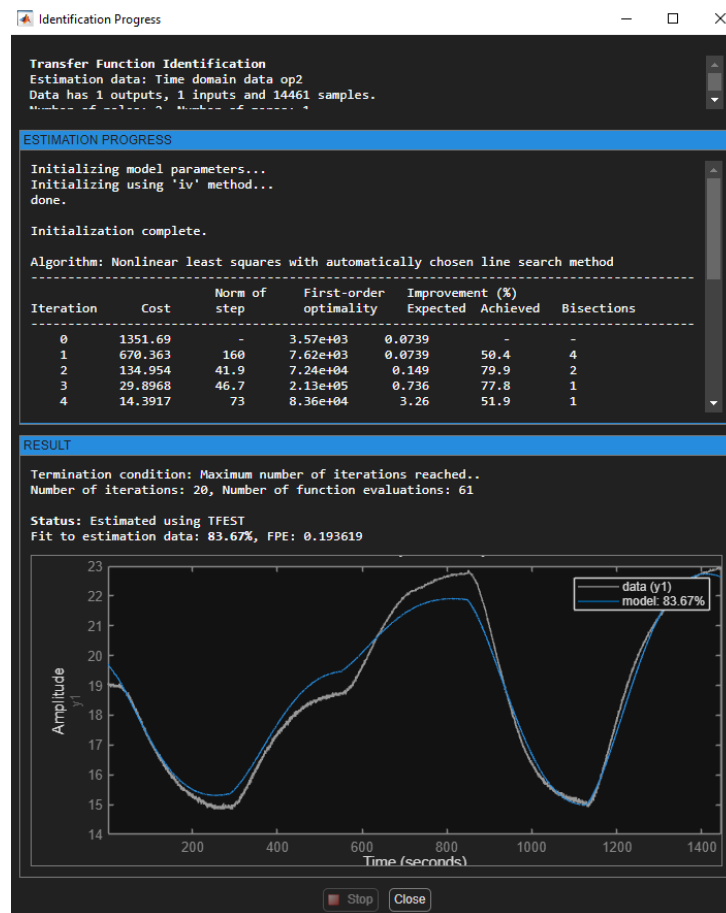 Identification Progress
Transfer Function Identification
Estimation data: Time domain data op2
Data has 1 outputs, 1 inputs and 14461 samples.
ESTIMATION PROGRESS
Initializing model parameters...
Initializing using 'iv' method...
done.
Initialization complete.
Algorithm: Nonlinear least squares with automatically chosen line search method
Norm of First-order Improvement (%)
Iteration Cost step optimality Expected Achieved Bisections
0 1351.69 - 3.57e+03 0.0739 - -
1 670.363 160 7.62e+03 0.0739 50.4 4
2 134.954 41.9 7.24e+04 0.149 79.9 2
3 29.8968 46.7 2.13e+05 0.736 77.8 1
4 14.3917 73 8.36e+04 3.26 51.9 1
RESULT
Termination condition: Maximum number of iterations reached..
Number of iterations: 20, Number of function evaluations: 61
Status: Estimated using TFEST
Fit to estimation data: 83.67%, FPE: 0.193619
23
22
21
20
19
18
17
16
15
14
Amplitude
y1
data (y1)
model: 83.67%
200 400 600 800 1000 1200 1400
Time (seconds)
Stop Close